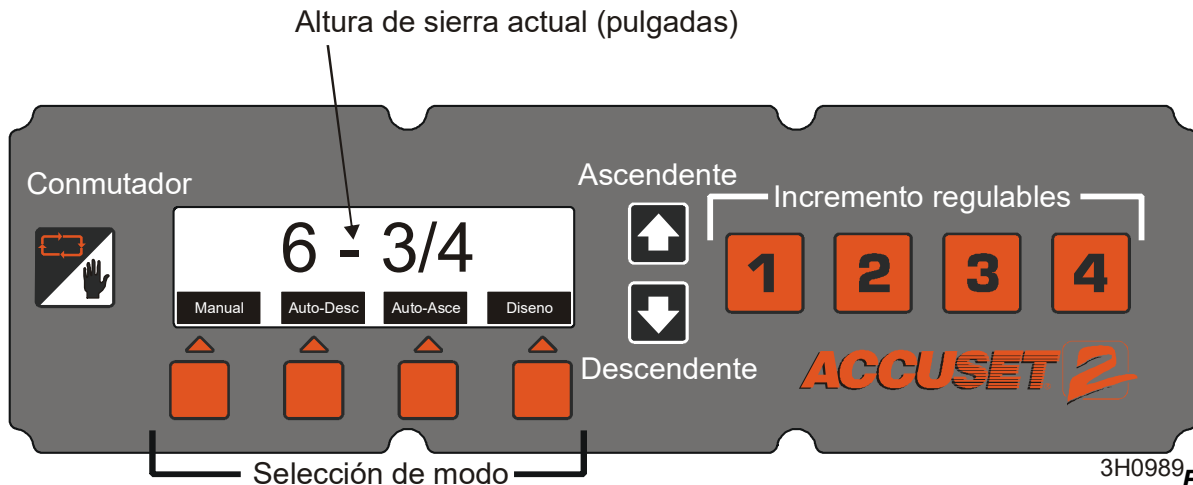 Altura de sierra actual (pulgadas)
Conmutador
6 - 3/4
Manual Auto-Desc Auto-Asce Diseno
Ascendente
Descendente
Incremento regulables
1 2 3 4
ACCUSET 2
Selección de modo
3H0989